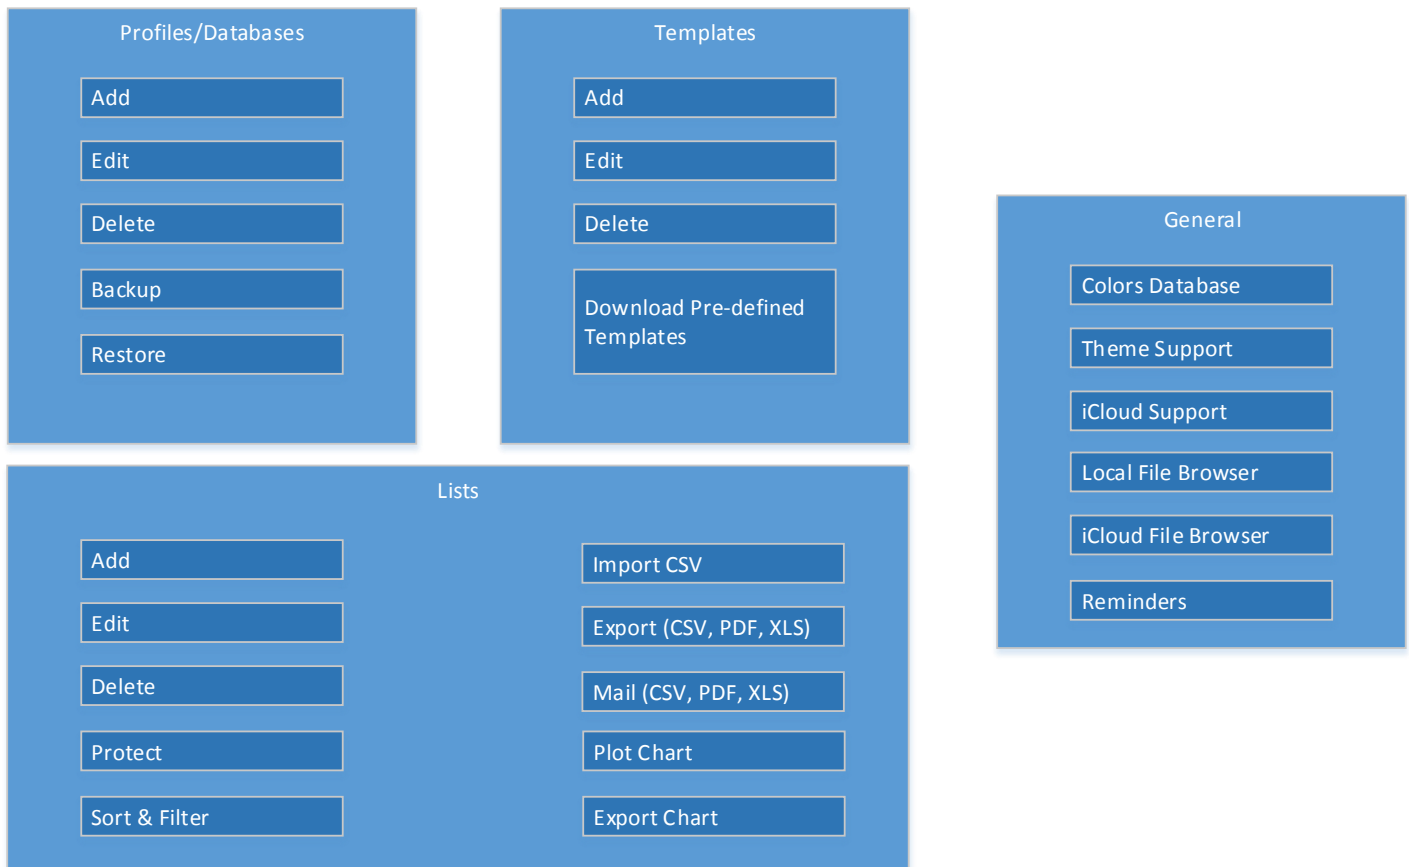 Profiles/Databases
Add
Edit
Delete
Backup
Restore
Templates
Add
Edit
Delete
Download Pre-defined
Templates
General
Colors Database
Theme Support
iCloud Support
Local File Browser
iCloud File Browser
Reminders
Lists
Add
Edit
Delete
Protect
Sort & Filter
Import CSV
Export (CSV, PDF, XLS)
Mail (CSV, PDF, XLS)
Plot Chart
Export Chart